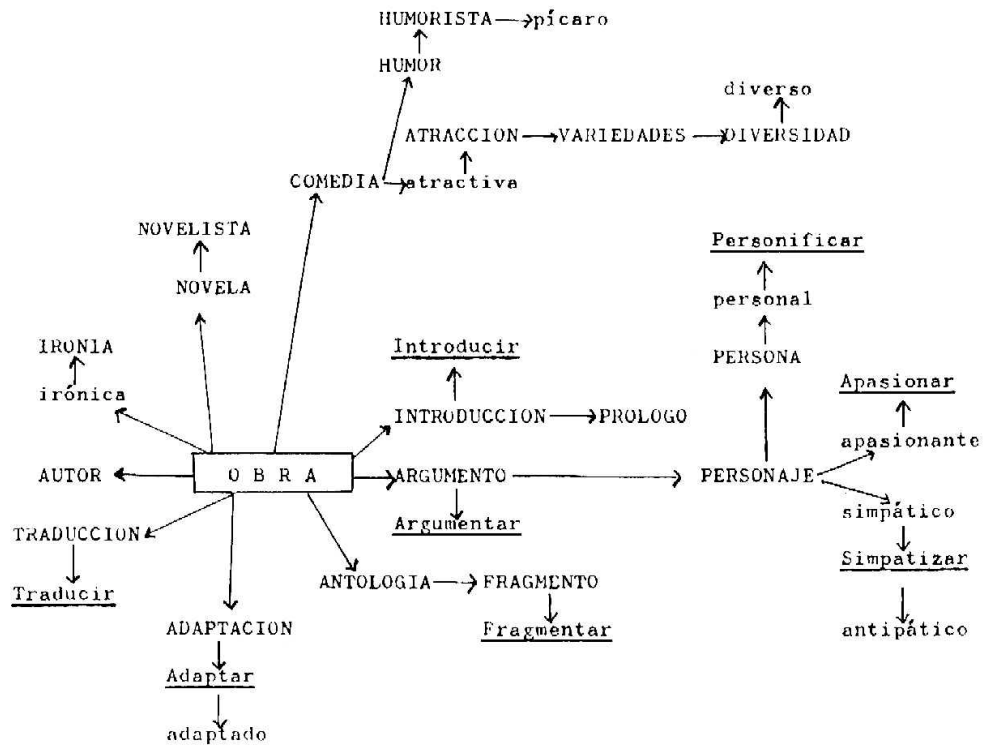 HUMORISTA pícaro
HUMOR
diverso
ATRACCION VARIEDADES DIVERSIDAD
COMEDIA atractiva
NOVELISTA
Personificar
NOVELA
personal
IRONIA
Introducir
PERSONA
irónica
Apasionar
INTRODUCCION PROLOGO
apasionante
AUTOR
O B R A
ARGUMENTO
PERSONAJE
simpático
TRADUCCION
Argumentar
Simpatizar
Traducir
ANTOLOGIA FRAGMENTO
ADAPTACION
Fragmentar
antipático
Adaptar
adaptado